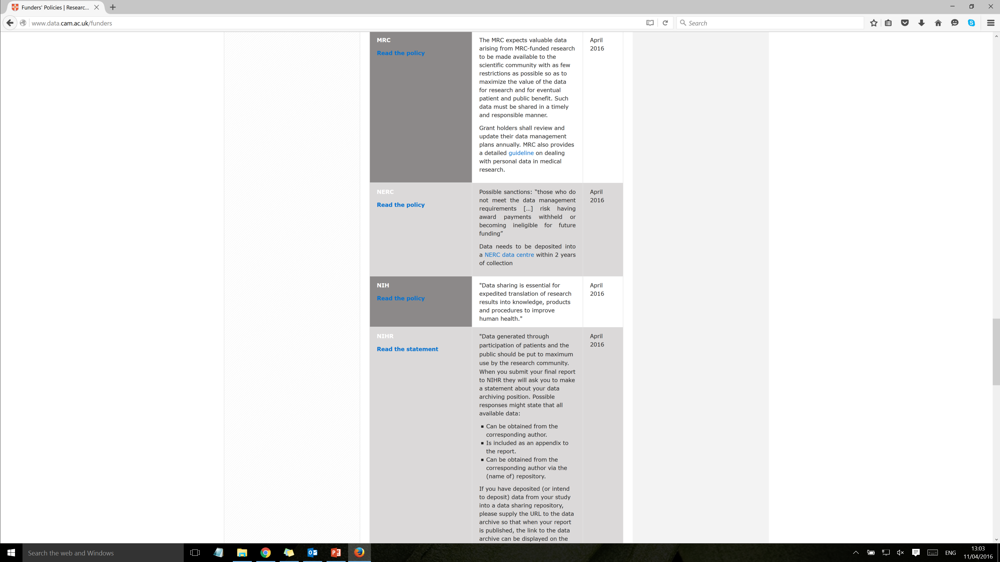 Funders' Policies | Researc...
www.data.cam.ac.uk/funders
Search
MRC
Read the policy
The MRC expects valuable data
arising from MRC-funded research
to be made available to the
scientific community with as few
restrictions as possible so as to
maximize the value of the data
for research and for eventual
patient and public benefit. Such
data must be shared in a timely
and responsible manner.
Grant holders shall review and
update their data management
plans annually. MRC also provides
a detailed guideline on dealing
with personal data in medical
research.
April
2016
NERC
Read the policy
Possible sanctions: “those who do
not meet the data management
requirements […] risk having
award payments withheld or
becoming ineligible for future
funding”
Data needs to be deposited into
a NERC data centre within 2 years
of collection
April
2016
NIH
Read the policy
"Data sharing is essential for
expedited translation of research
results into knowledge, products
and procedures to improve
human health."
April
2016
NIHR
Read the statement
"Data generated through
participation of patients and the
public should be put to maximum
use by the research community.
When you submit your final report
to NIHR they will ask you to make
a statement about your data
archiving position. Possible
responses might state that all
available data:
▪ Can be obtained from the
corresponding author.
▪ Is included as an appendix to
the report.
▪ Can be obtained from the
corresponding author via the
(name of) repository.
If you have deposited (or intend
to deposit) data from your study
into a data sharing repository,
please supply the URL to the data
archive so that when your report
is published, the link to the data
archive can be displayed on the
April
2016
Search the web and Windows
ENG
13:03
11/04/2016